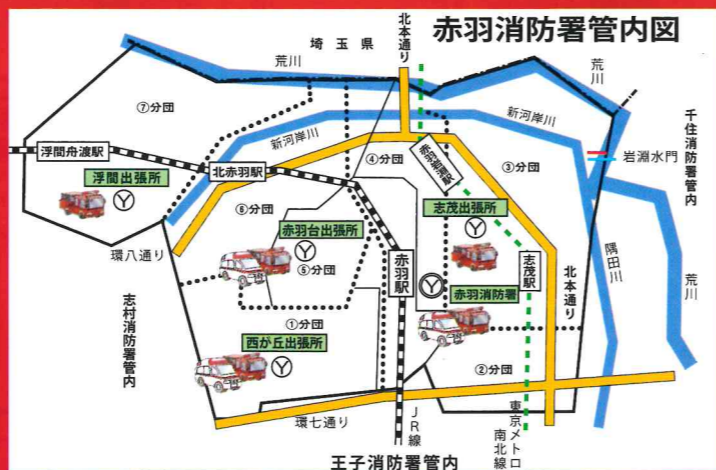 赤羽消防署管内図
北本通り
埼玉県
荒川
荒川
⑦分団
新河岸川
新河岸川
千住消防署管内
④分団
赤羽岩淵駅
③分団
岩淵水門
浮間舟渡駅
北赤羽駅
浮間出張所
Y
⑥分団
志茂出張所
Y
赤羽台出張所
Y
環八通り
赤羽駅
志茂駅
北本通り
隅田川
荒川
⑤分団
Y
赤羽消防署
志村消防署管内
①分団
西が丘出張所
Y
②分団
環七通り
JR線
東京メトロ
南北線
王子消防署管内